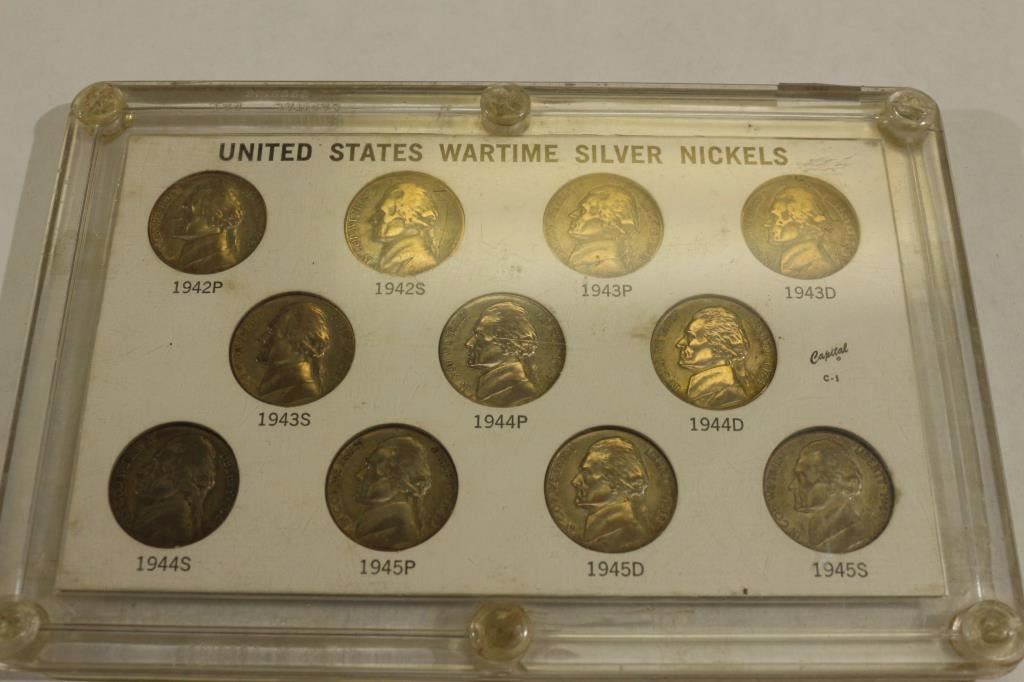 UNITED STATES WARTIME SILVER NICKELS
1942P 1942S 1943P 1943D
1943S 1944P 1944D
Capital
C-1
1944S 1945P 1945D 1945S